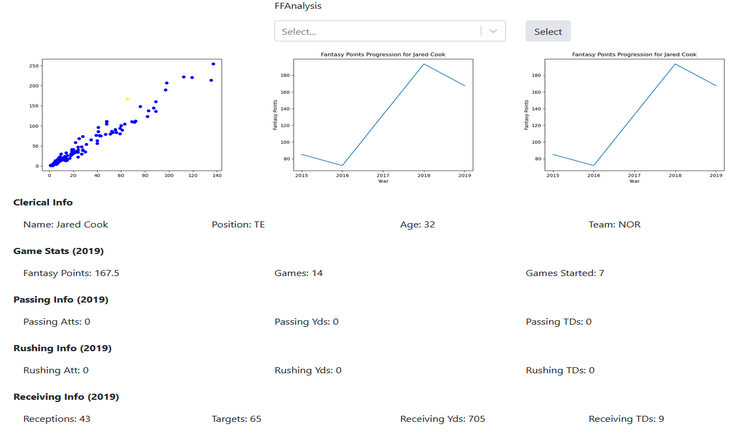 FFAnalysis
Select...
Select
250
200
150
100
50
0
0 20 40 60 80 100 120 140
Fantasy Points Progression for Jared Cook
Fantasy Points
180
160
140
120
100
80
2015 2016 2017 2018 2019
Year
Fantasy Points Progression for Jared Cook
Fantasy Points
180
160
140
120
100
80
2015 2016 2017 2018 2019
Year
Clerical Info
Name: Jared Cook Position: TE Age: 32 Team: NOR
Game Stats (2019)
Fantasy Points: 167.5 Games: 14 Games Started: 7
Passing Info (2019)
Passing Atts: 0 Passing Yds: 0 Passing TDs: 0
Rushing Info (2019)
Rushing Att: 0 Rushing Yds: 0 Rushing TDs: 0
Receiving Info (2019)
Receptions: 43 Targets: 65 Receiving Yds: 705 Receiving TDs: 9